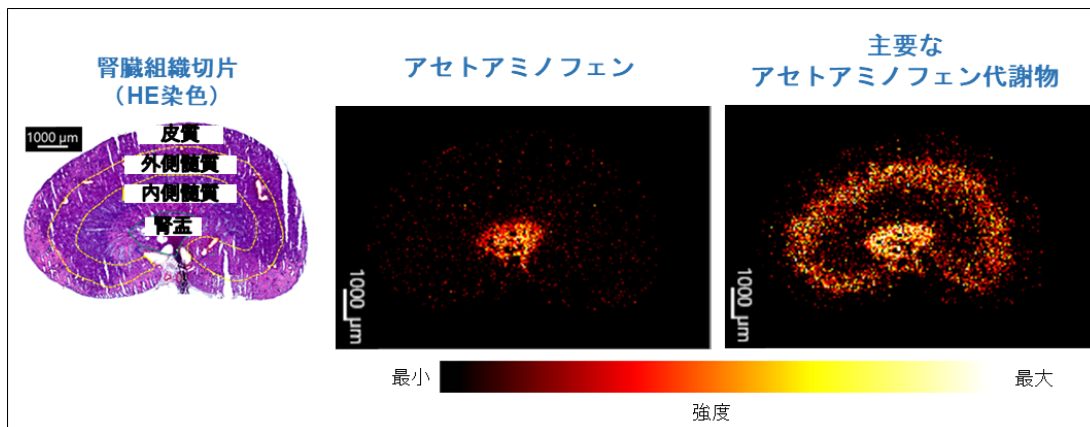 腎臓組織切片
（HE染色）
1000 µm
皮質
外側髄質
内側髄質
腎盂
アセトアミノフェン
1000 µm
主要な
アセトアミノフェン代謝物
1000 µm
最小
最大
強度